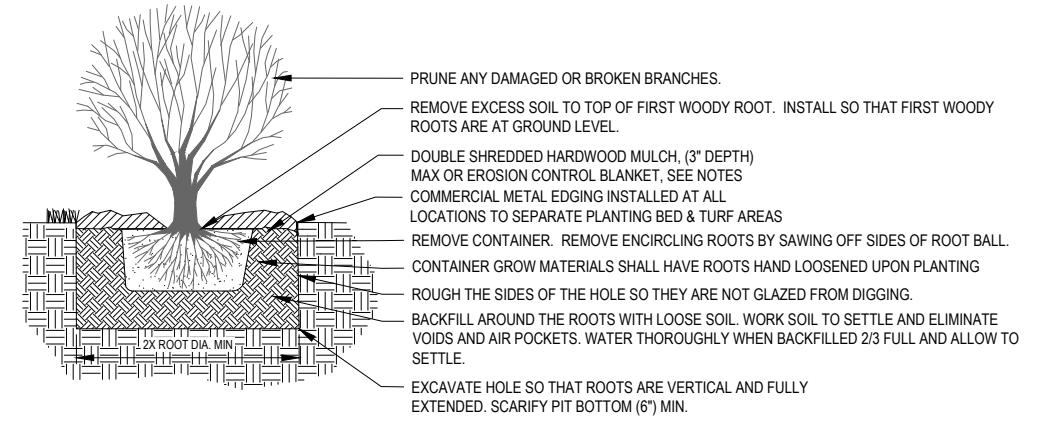 PRUNE ANY DAMAGED OR BROKEN BRANCHES.
REMOVE EXCESS SOIL TO TOP OF FIRST WOODY ROOT. INSTALL SO THAT FIRST WOODY
ROOTS ARE AT GROUND LEVEL.
DOUBLE SHREDDED HARDWOOD MULCH, (3" DEPTH)
MAX OR EROSION CONTROL BLANKET, SEE NOTES
COMMERCIAL METAL EDGING INSTALLED AT ALL
LOCATIONS TO SEPARATE PLANTING BED & TURF AREAS
REMOVE CONTAINER. REMOVE ENCIRCLING ROOTS BY SAWING OFF SIDES OF ROOT BALL.
CONTAINER GROW MATERIALS SHALL HAVE ROOTS HAND LOOSENED UPON PLANTING
ROUGH THE SIDES OF THE HOLE SO THEY ARE NOT GLAZED FROM DIGGING.
BACKFILL AROUND THE ROOTS WITH LOOSE SOIL. WORK SOIL TO SETTLE AND ELIMINATE
VOIDS AND AIR POCKETS. WATER THOROUGHLY WHEN BACKFILLED 2/3 FULL AND ALLOW TO
SETTLE.
2X ROOT DIA. MIN
EXCAVATE HOLE SO THAT ROOTS ARE VERTICAL AND FULLY
EXTENDED. SCARIFY PIT BOTTOM (6") MIN.